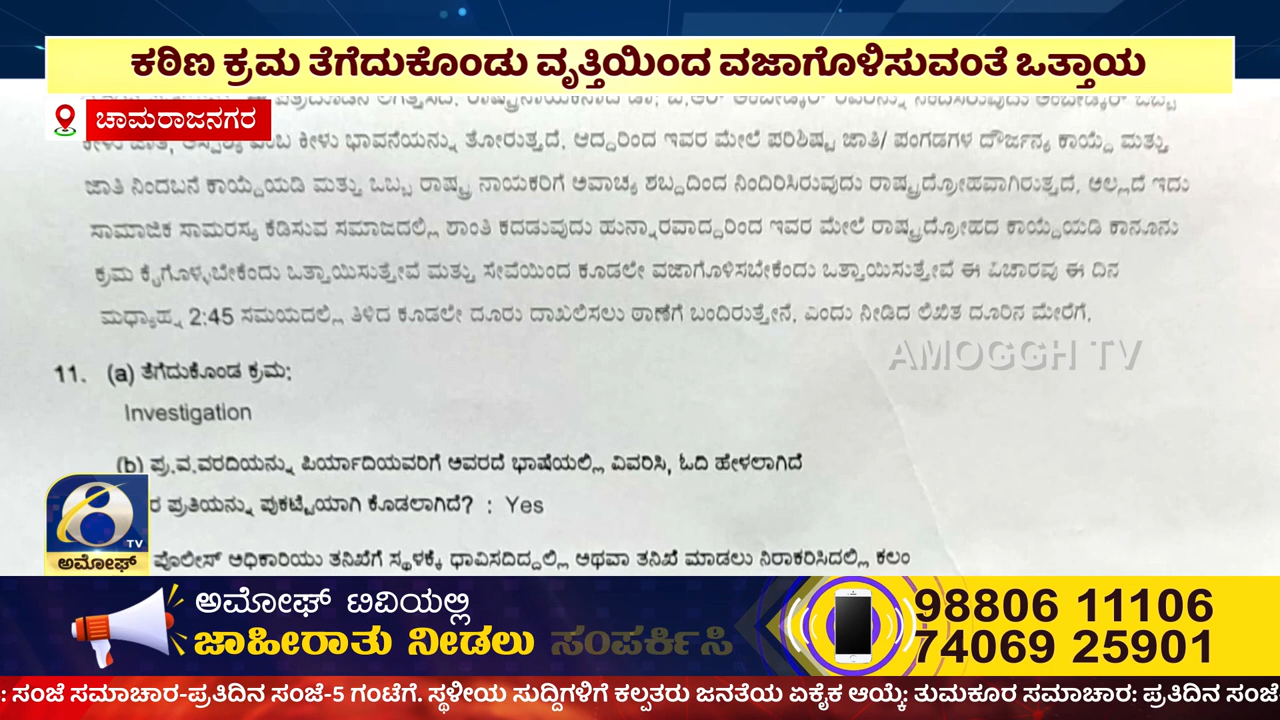 ಕಠಿಣ ಕ್ರಮ ತೆಗೆದುಕೊಂಡು ವೃತ್ತಿಯಿಂದ ವಜಾಗೊಳಿಸುವಂತೆ ಒತ್ತಾಯ
ಚಾಮರಾಜನಗರ
ಕೀಳು ಭಾವನೆಯನ್ನು ತೋರುತ್ತದೆ. ಆದ್ದರಿಂದ ಇವರ ಮೇಲೆ ಪರಿಶಿಷ್ಟ ಜಾತಿ/ ಪಂಗಡಗಳ ದೌರ್ಜನ್ಯ ಕಾಯ್ದೆ ಮತ್ತು
ಜಾತಿ ನಿಂದಬನೆ ಕಾಯ್ದೆಯಡಿ ಮತ್ತು ಒಬ್ಬ ರಾಷ್ಟ್ರ ನಾಯಕರಿಗೆ ಅವಾಚ್ಯ ಶಬ್ದದಿಂದ ನಿಂದಿರಿಸಿರುವುದು ರಾಷ್ಟ್ರದ್ರೋಹವಾಗಿರುತ್ತದೆ. ಅಲ್ಲದೆ ಇದು
ಸಾಮಾಜಿಕ ಸಾಮರಸ್ಯ ಕೆಡಿಸುವ ಸಮಾಜದಲ್ಲಿ ಶಾಂತಿ ಕದಡುವುದು ಹುನ್ನಾರವಾದ್ದರಿಂದ ಇವರ ಮೇಲೆ ರಾಷ್ಟ್ರದ್ರೋಹದ ಕಾಯ್ದೆಯಡಿ ಕಾನೂನು
ಕ್ರಮ ಕೈಗೊಳ್ಳಬೇಕೆಂದು ಒತ್ತಾಯಿಸುತ್ತೇವೆ ಮತ್ತು ಸೇವೆಯಿಂದ ಕೂಡಲೇ ವಜಾಗೊಳಿಸಬೇಕೆಂದು ಒತ್ತಾಯಿಸುತ್ತೇವೆ ಈ ವಿಚಾರವು ಈ ದಿನ
ಮಧ್ಯಾಹ್ನ 2:45 ಸಮಯದಲ್ಲಿ ತಿಳಿದ ಕೂಡಲೇ ದೂರು ದಾಖಲಿಸಲು ಠಾಣೆಗೆ ಬಂದಿರುತ್ತೇನೆ. ಎಂದು ನೀಡಿದ ಲಿಖಿತ ದೂರಿನ ಮೇರೆಗೆ.
AMOGGH TV
11. (a) ತೆಗೆದುಕೊಂಡ ಕ್ರಮ:
Investigation
(b) ಪ್ರ.ವ.ವರದಿಯನ್ನು ಪಿರ್ಯಾದಿಯವರಿಗೆ ಅವರದೆ ಭಾಷೆಯಲ್ಲಿ ವಿವರಿಸಿ, ಓದಿ ಹೇಳಲಾಗಿದೆ
ರ ಪ್ರತಿಯನ್ನು ಪುಕಟ್ಟೆಯಾಗಿ ಕೊಡಲಾಗಿದೆ? : Yes
ಪೊಲೀಸ್ ಅಧಿಕಾರಿಯು ತನಿಖೆಗೆ ಸ್ಥಳಕ್ಕೆ ಧಾವಿಸದಿದ್ದಲ್ಲಿ ಅಥವಾ ತನಿಖೆ ಮಾಡಲು ನಿರಾಕರಿಸಿದಲ್ಲಿ ಕಲಂ
TV
ಅಮೋಘ್
ಅಮೋಘ್ ಟಿವಿಯಲ್ಲಿ
ಜಾಹೀರಾತು ನೀಡಲು ಸಂಪರ್ಕಿಸಿ
98806 11106
74069 25901
: ಸಂಜೆ ಸಮಾಚಾರ-ಪ್ರತಿದಿನ ಸಂಜೆ-5 ಗಂಟೆಗೆ. ಸ್ಥಳೀಯ ಸುದ್ದಿಗಳಿಗೆ ಕಲ್ಪತರು ಜನತೆಯ ಏಕೈಕ ಆಯ್ಕೆ: ತುಮಕೂರ ಸಮಾಚಾರ: ಪ್ರತಿದಿನ ಸಂಜೆ